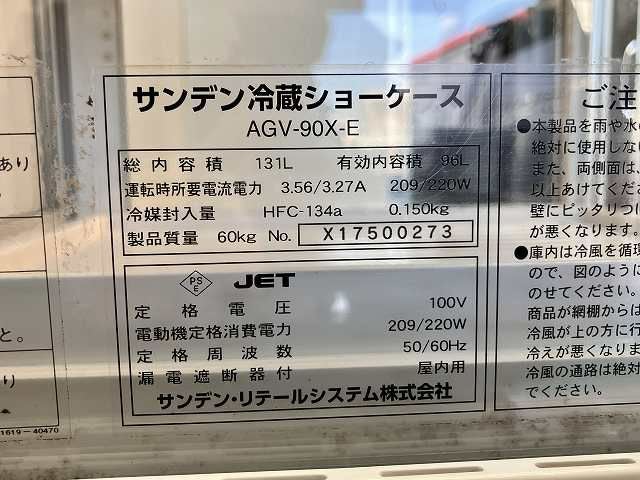 サンデン冷蔵ショーケース
AGV-90X-E
総内容積 131L 有効内容積 96L
運転時所要電流電力 3.56/3.27A 209/220W
冷媒封入量 HFC-134a 0.150kg
製品質量 60kg No. X17500273
PS E JET
定格電圧 100V
電動機定格消費電力 209/220W
定格周波数 50/60Hz
漏電遮断器付 屋内用
サンデン・リテールシステム株式会社
あり
と。
り
1619-40470
ご注
●本製品を雨や水の
絶対に使用しない
また、両側面は、
以上あけてくださ
壁にピッタリつけ
が悪くなります。
●庫内は冷風を循環
ので、図のように
のせてください。
商品が網棚からは
冷風が上の方に行
冷えが悪くなりま
冷風の通路は絶対
でください。